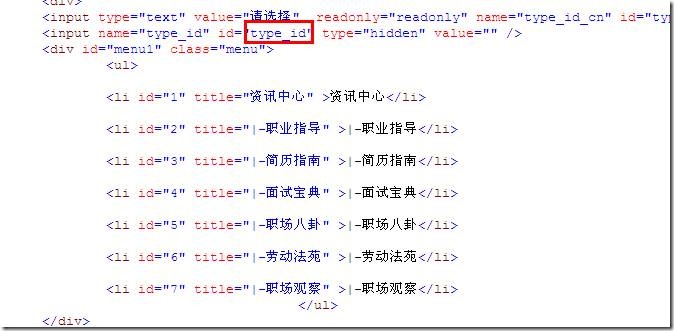 <div>
<input type="text" value="请选择" readonly="readonly" name="type_id_cn" id="ty
<input name="type_id" id="type_id" type="hidden" value="" />
<div id="menu1" class="menu">
<ul>
<li id="1" title="资讯中心" >资讯中心</li>
<li id="2" title="|-职业指导" >|-职业指导</li>
<li id="3" title="|-简历指南" >|-简历指南</li>
<li id="4" title="|-面试宝典" >|-面试宝典</li>
<li id="5" title="|-职场八卦" >|-职场八卦</li>
<li id="6" title="|-劳动法苑" >|-劳动法苑</li>
<li id="7" title="|-职场观察" >|-职场观察</li>
</ul>
</div>